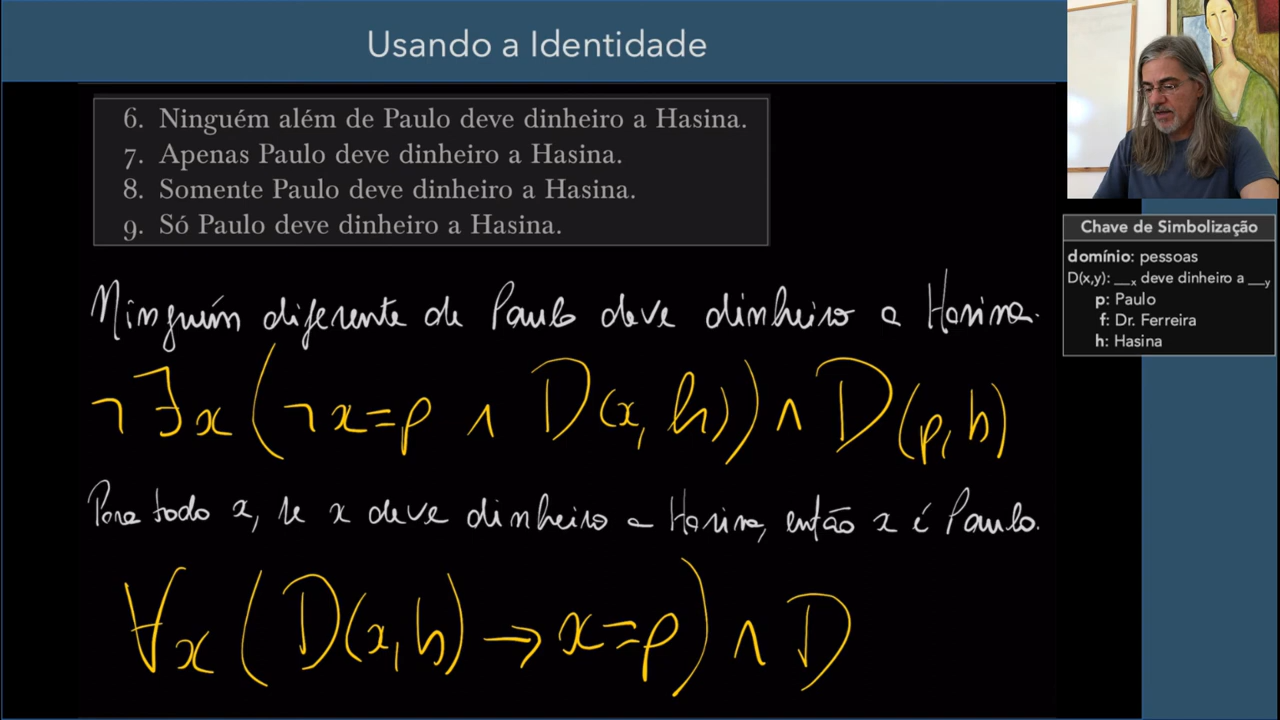 Usando a Identidade
6. Ninguém além de Paulo deve dinheiro a Hasina.
7. Apenas Paulo deve dinheiro a Hasina.
8. Somente Paulo deve dinheiro a Hasina.
9. Só Paulo deve dinheiro a Hasina.
Ninguém diferente de Paulo deve dinheiro a Hasina.
¬∃x(¬x=p ∧ D(x,h)) ∧ D(p,h)
Para todo x, se x deve dinheiro a Hasina, então x é Paulo.
∀x(D(x,h) → x=p) ∧ D
Chave de Simbolização
domínio: pessoas
D(x,y): __x deve dinheiro a __y
p: Paulo
f: Dr. Ferreira
h: Hasina